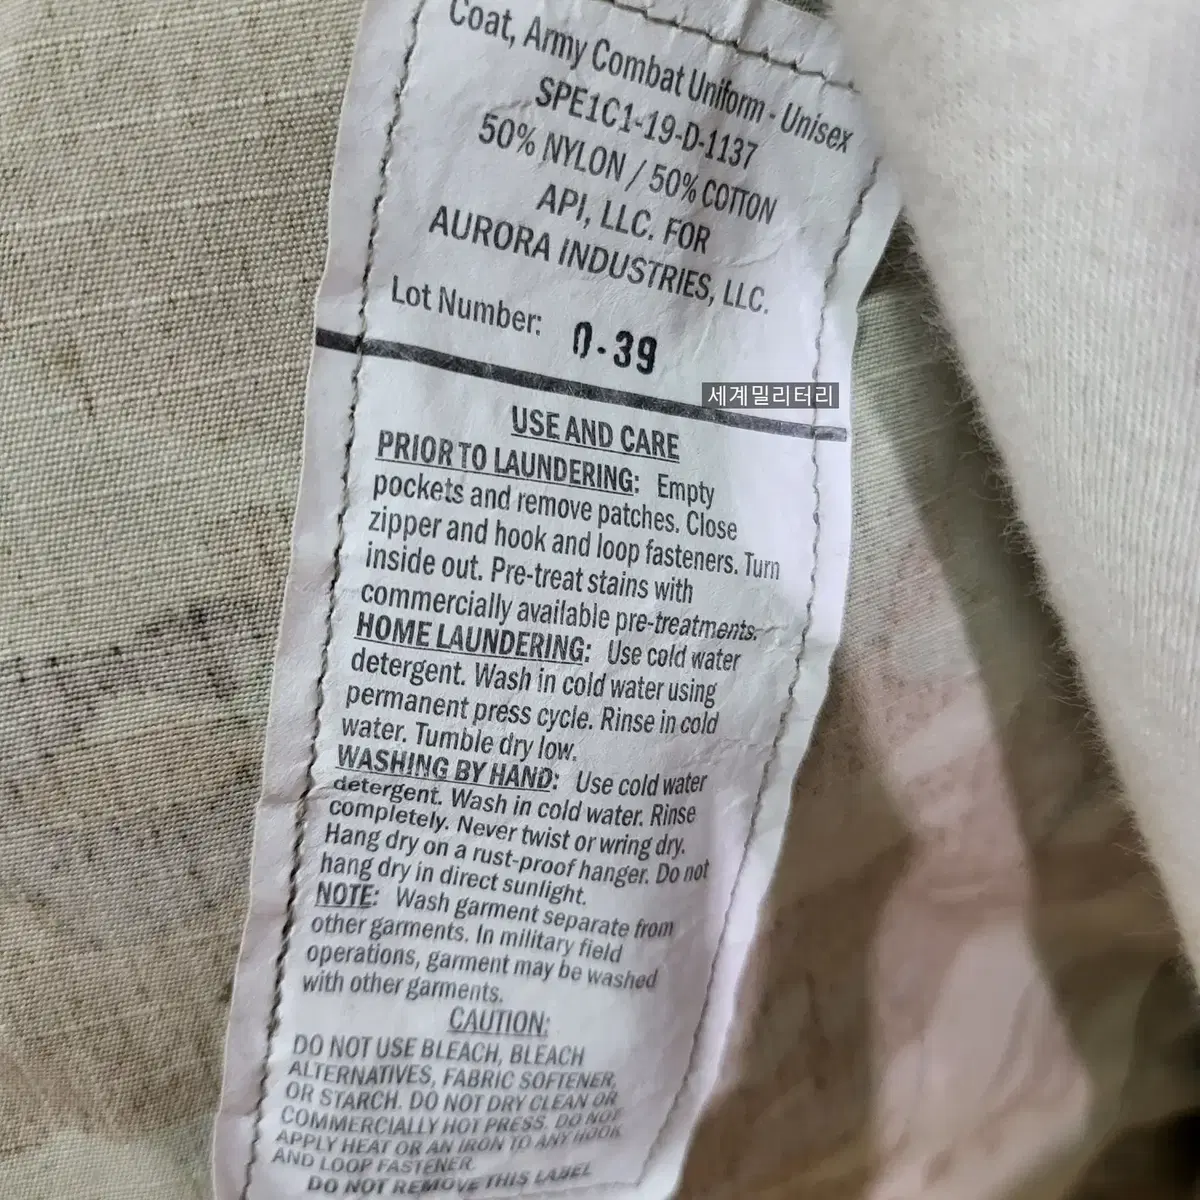 Coat, Army Combat Uniform - Unisex
SPE1C1-19-D-1137
50% NYLON / 50% COTTON
API, LLC. FOR
AURORA INDUSTRIES, LLC.
Lot Number: 0-39
세계밀리터리
USE AND CARE
PRIOR TO LAUNDERING: Empty
pockets and remove patches. Close
zipper and hook and loop fasteners. Turn
inside out. Pre-treat stains with
commercially available pre-treatments.
HOME LAUNDERING: Use cold water
detergent. Wash in cold water using
permanent press cycle. Rinse in cold
water. Tumble dry low.
WASHING BY HAND: Use cold water
detergent. Wash in cold water. Rinse
completely. Never twist or wring dry.
Hang dry on a rust-proof hanger. Do not
hang dry in direct sunlight.
NOTE: Wash garment separate from
other garments. In military field
operations, garment may be washed
with other garments.
CAUTION:
DO NOT USE BLEACH, BLEACH
ALTERNATIVES, FABRIC SOFTENER,
OR STARCH. DO NOT DRY CLEAN OR
COMMERCIALLY HOT PRESS. DO NOT
APPLY HEAT OR AN IRON TO ANY HOOK
AND LOOP FASTENER.
DO NOT REMOVE THIS LABEL